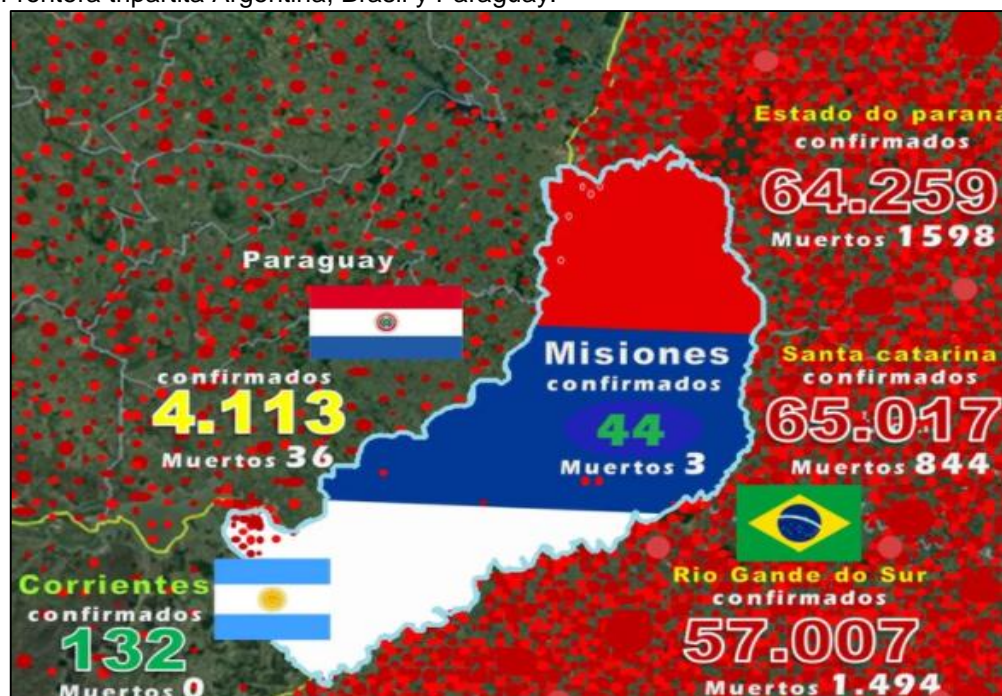 Frontera tripartita Argentina, Brasil y Paraguay.
Estado do paraná
confirmados
64.259
Muertos 1598
Paraguay
confirmados
4.113
Muertos 36
Misiones
confirmados
44
Muertos 3
Santa catarina
confirmados
65.017
Muertos 844
Corrientes
confirmados
132
Muertos 0
Rio Gande do Sur
confirmados
57.007
Muertos 1.494